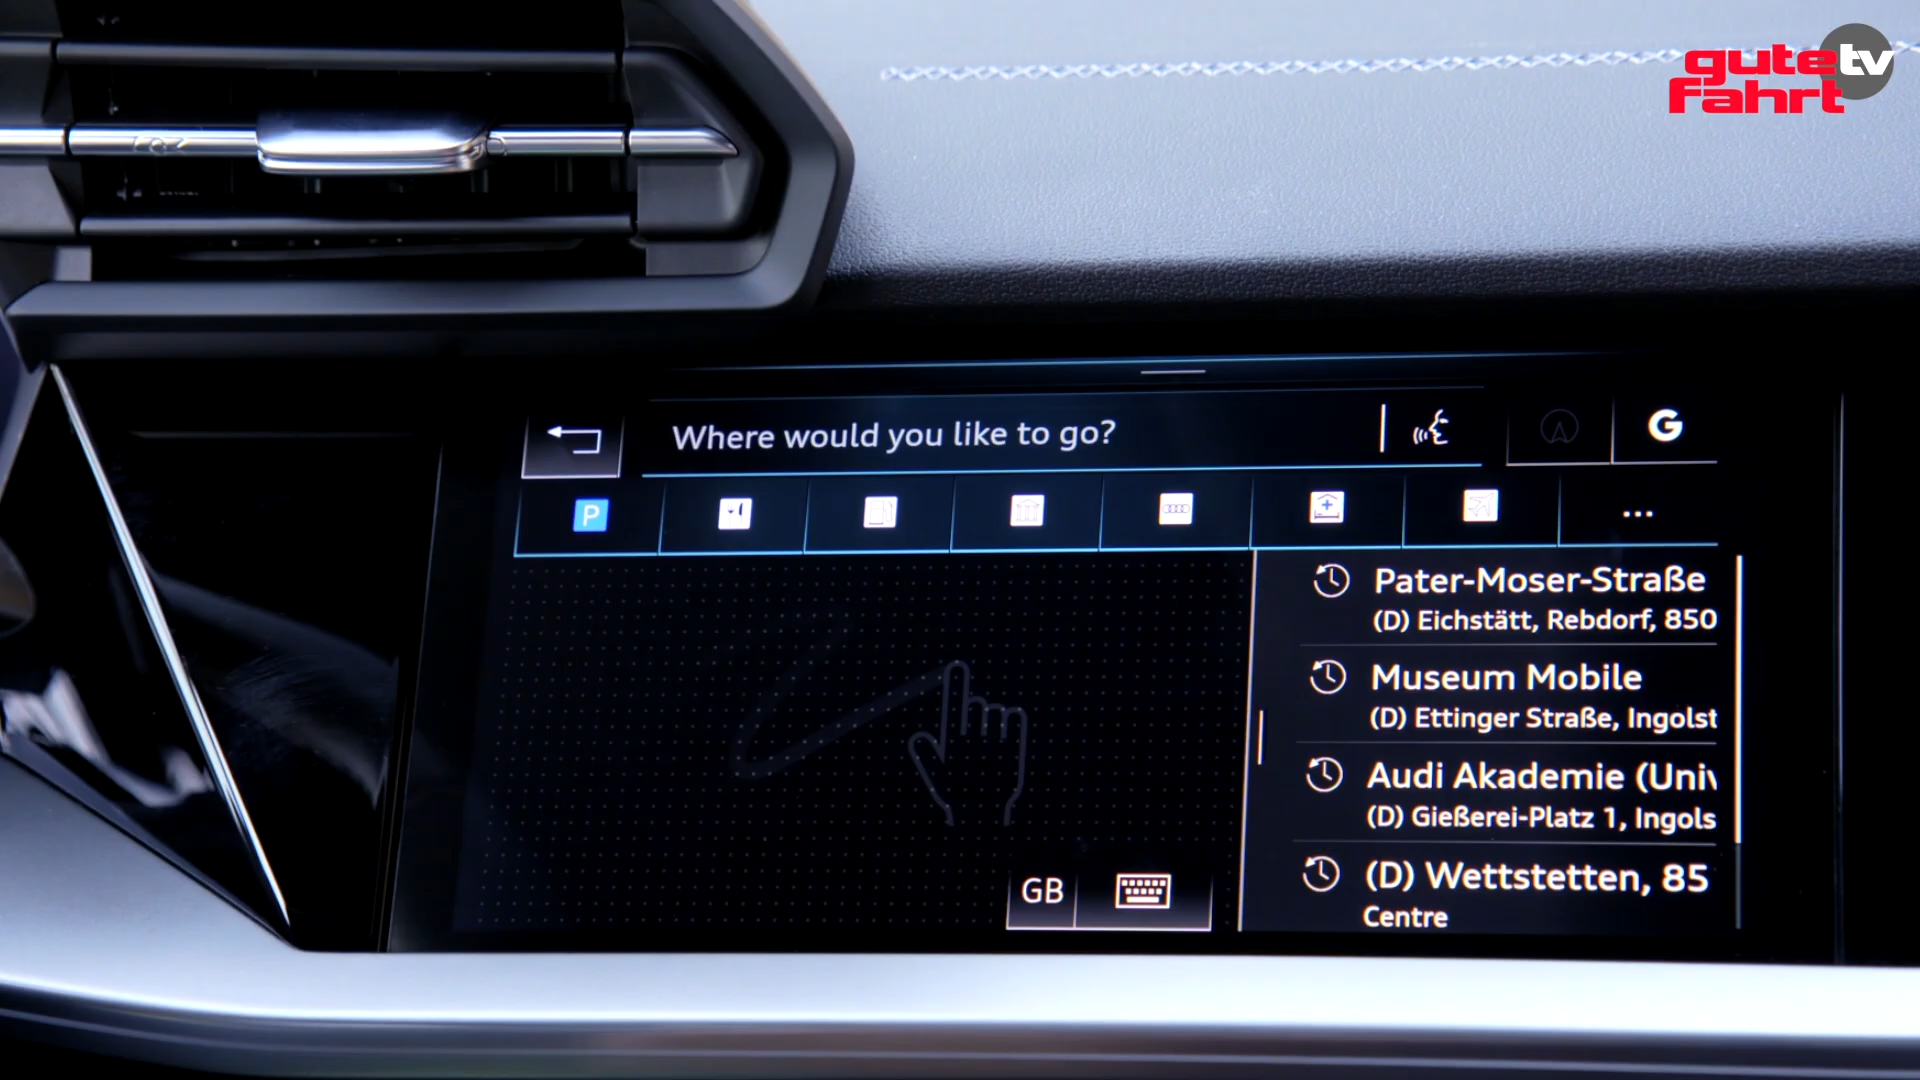 gute tv
fahrt
Where would you like to go?
G
P
...
Pater-Moser-Straße
(D) Eichstätt, Rebdorf, 850
Museum Mobile
(D) Ettinger Straße, Ingolst
Audi Akademie (Univ
(D) Gießerei-Platz 1, Ingols
(D) Wettstetten, 85
Centre
GB